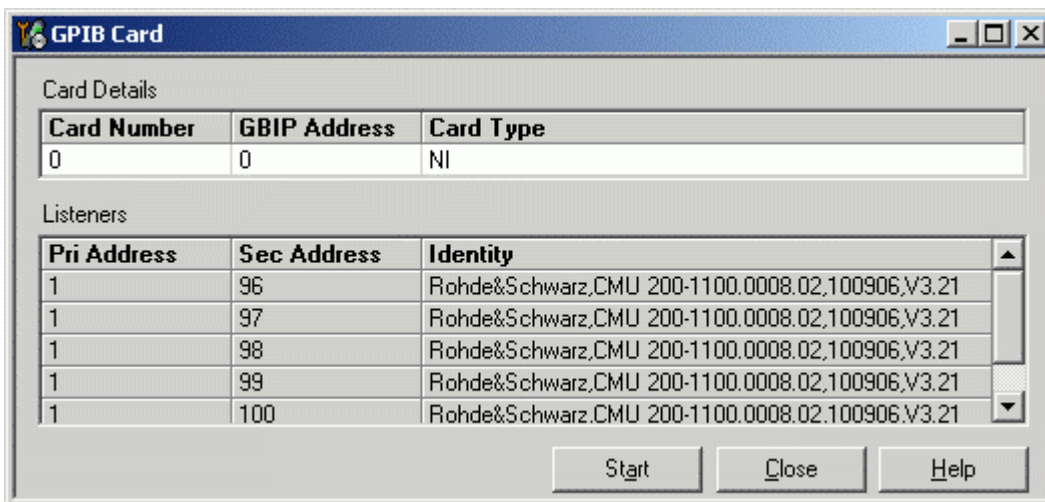 GPIB Card
Card Details
Card Number GBIP Address Card Type
0 0 NI
Listeners
Pri Address Sec Address Identity
1 96 Rohde&Schwarz,CMU 200-1100.0008.02,100906,V3.21
1 97 Rohde&Schwarz,CMU 200-1100.0008.02,100906,V3.21
1 98 Rohde&Schwarz,CMU 200-1100.0008.02,100906,V3.21
1 99 Rohde&Schwarz,CMU 200-1100.0008.02,100906,V3.21
1 100 Rohde&Schwarz,CMU 200-1100.0008.02,100906,V3.21
Start Close Help